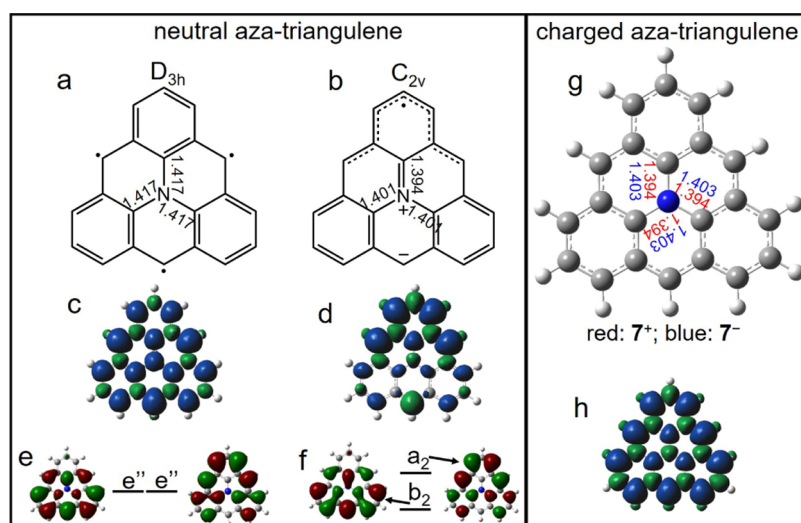 neutral aza-triangulene
charged aza-triangulene
a
D3h
b
C2v
g
1.417
1.417
N
1.417
1.394
1.401
N
+
1.401
−
1.403
1.394
1.403
1.394
1.394
1.403
red: 7⁺; blue: 7⁻
c
d
h
e
e''
e''
f
a2
b2